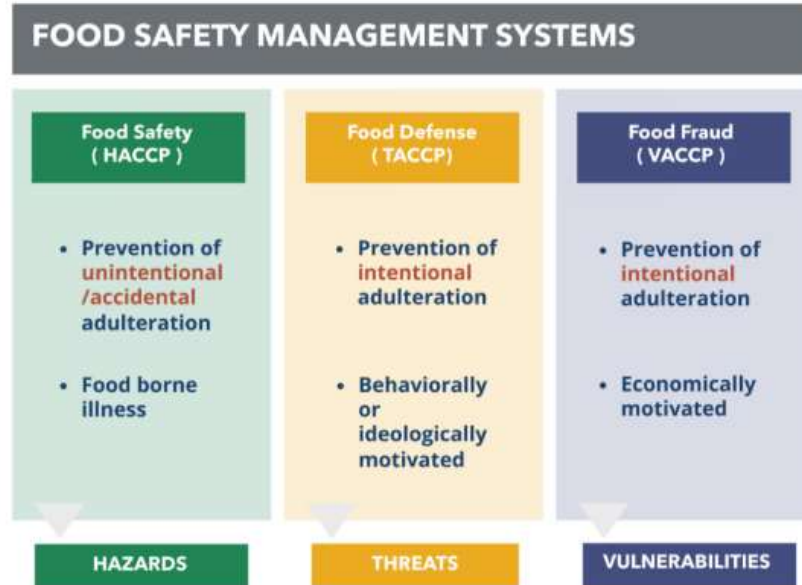 FOOD SAFETY MANAGEMENT SYSTEMS
Food Safety
( HACCP )
• Prevention of
unintentional
/accidental
adulteration
• Food borne
illness
HAZARDS
Food Defense
( TACCP)
• Prevention of
intentional
adulteration
• Behaviorally
or
ideologically
motivated
THREATS
Food Fraud
( VACCP )
• Prevention of
intentional
adulteration
• Economically
motivated
VULNERABILITIES